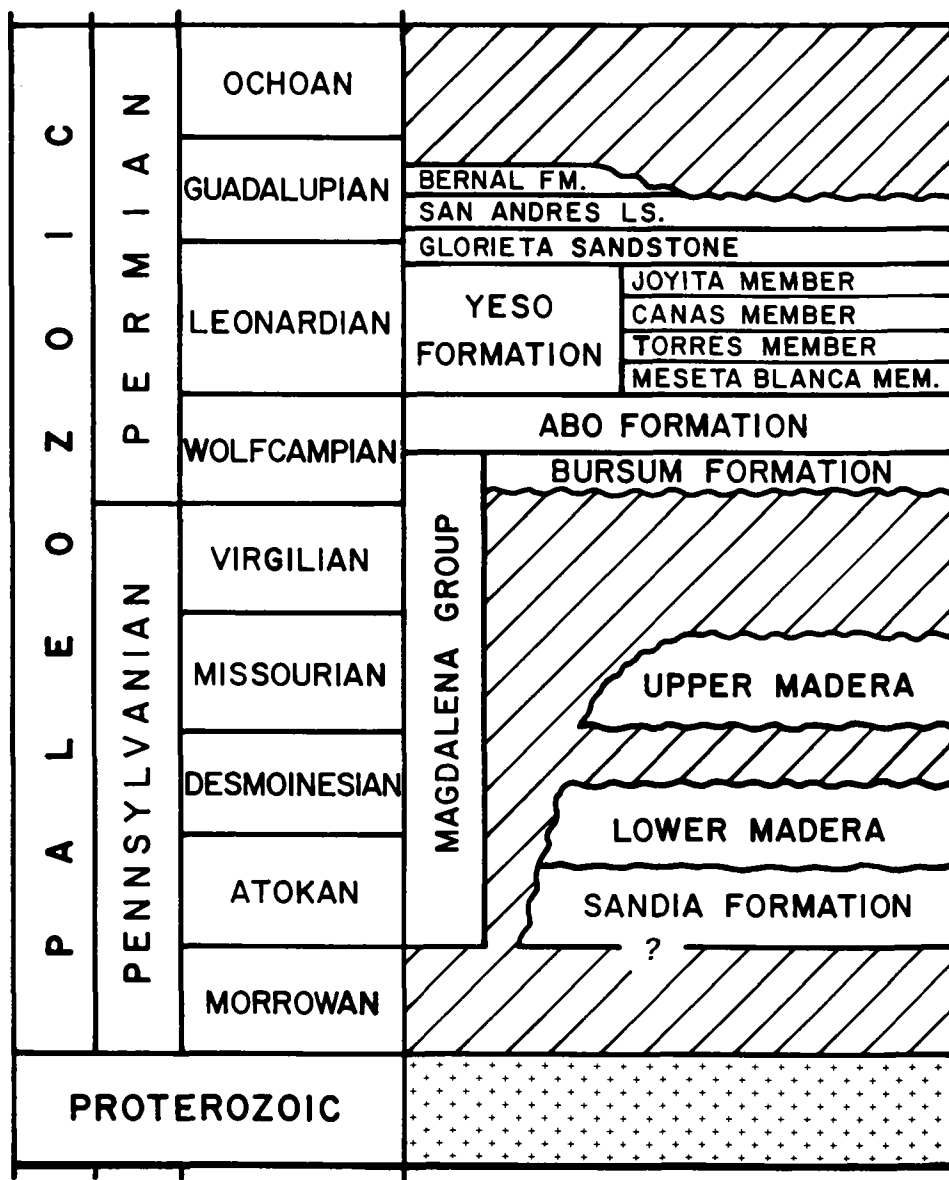 PALEOZOIC
PERMIAN
OCHOAN
GUADALUPIAN
BERNAL FM.
SAN ANDRES LS.
GLORIETA SANDSTONE
LEONARDIAN
YESO
FORMATION
JOYITA MEMBER
CANAS MEMBER
TORRES MEMBER
MESETA BLANCA MEM.
WOLFCAMPIAN
ABO FORMATION
BURSUM FORMATION
MAGDALENA GROUP
PENNSYLVANIAN
VIRGILIAN
MISSOURIAN
UPPER MADERA
DESMOINESIAN
LOWER MADERA
ATOKAN
SANDIA FORMATION
?
MORROWAN
PROTEROZOIC